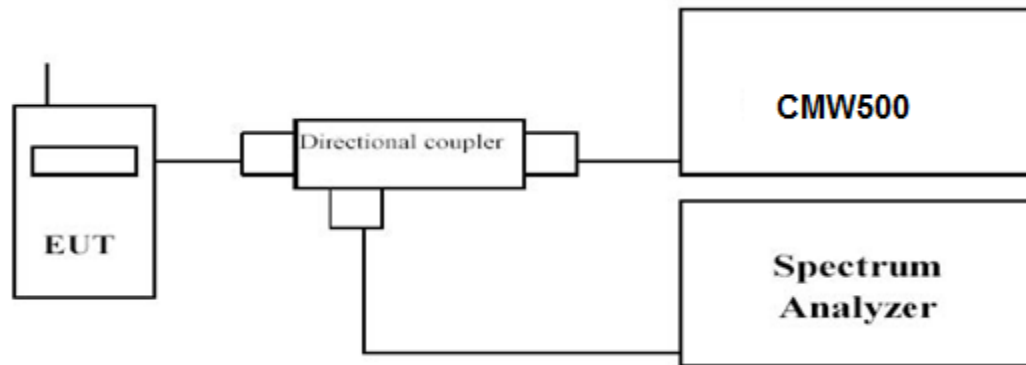 EUT
Directional coupler
CMW500
Spectrum
Analyzer